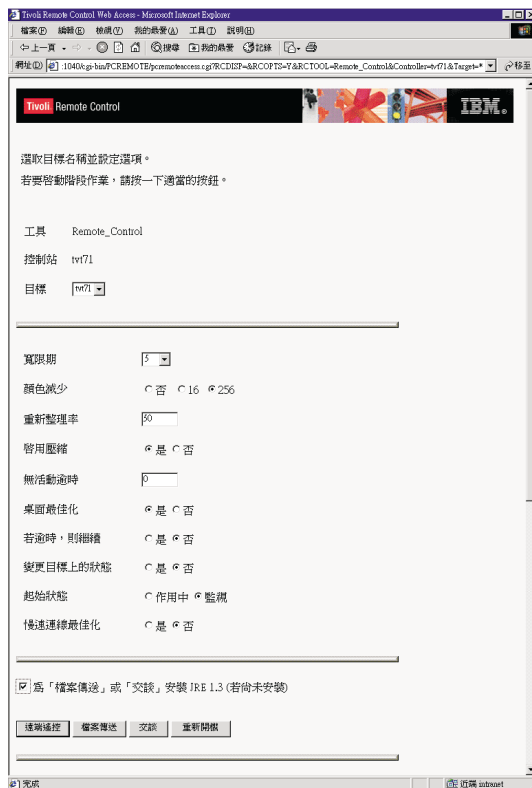 Tivoli Remote Control Web Access - Microsoft Internet Explorer
檔案(F) 編輯(E) 檢視(V) 我的最愛(A) 工具(T) 說明(H)
上一頁 搜尋 我的最愛 記錄
網址(D) :1040/cgi-bin/PCREMOTE/pcremoteaccess.cgi?RCDISP=&RCOPTS=Y&RCTOOL=Remote_Control&Controller=tvt71&Target=* 移至
Tivoli Remote Control IBM®
選取目標名稱並設定選項。
若要啓動階段作業，請按一下適當的按鈕。
工具 Remote_Control
控制站 tvt71
目標 tvt71
寬限期 5
顏色減少 否 16 256
重新整理率 30
啓用壓縮 是 否
無活動逾時 0
桌面最佳化 是 否
若逾時，則繼續 是 否
變更目標上的狀態 是 否
起始狀態 作用中 監視
慢速連線最佳化 是 否
為「檔案傳送」或「交談」安裝 JRE 1.3 (若尚未安裝)
遠端遙控 檔案傳送 交談 重新開機
完成 近端 intranet